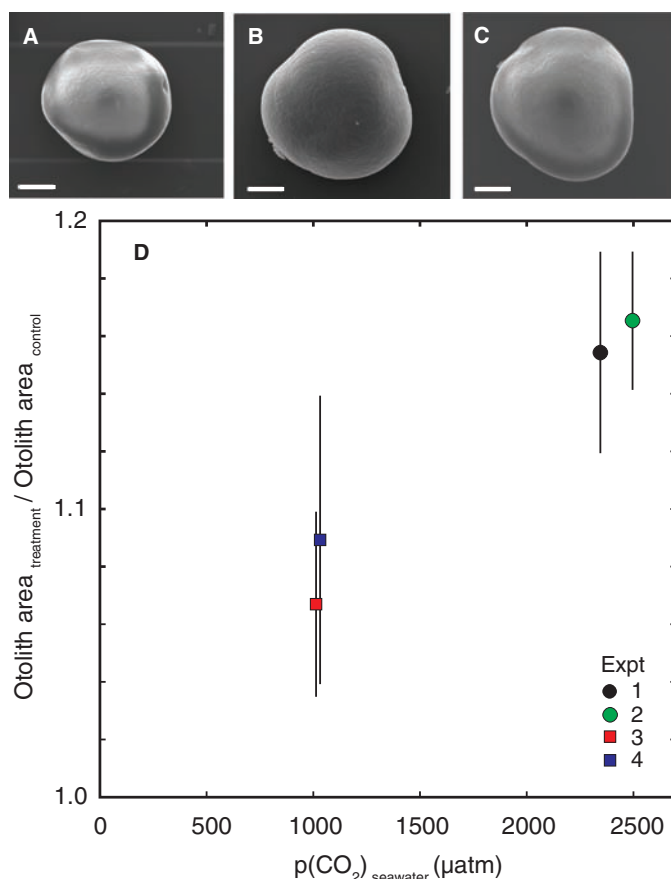 A
B
C
D
1.2
1.1
1.0
Otolith area treatment / Otolith area control
0
500
1000
1500
2000
2500
p(CO2) seawater (µatm)
Expt
1
2
3
4